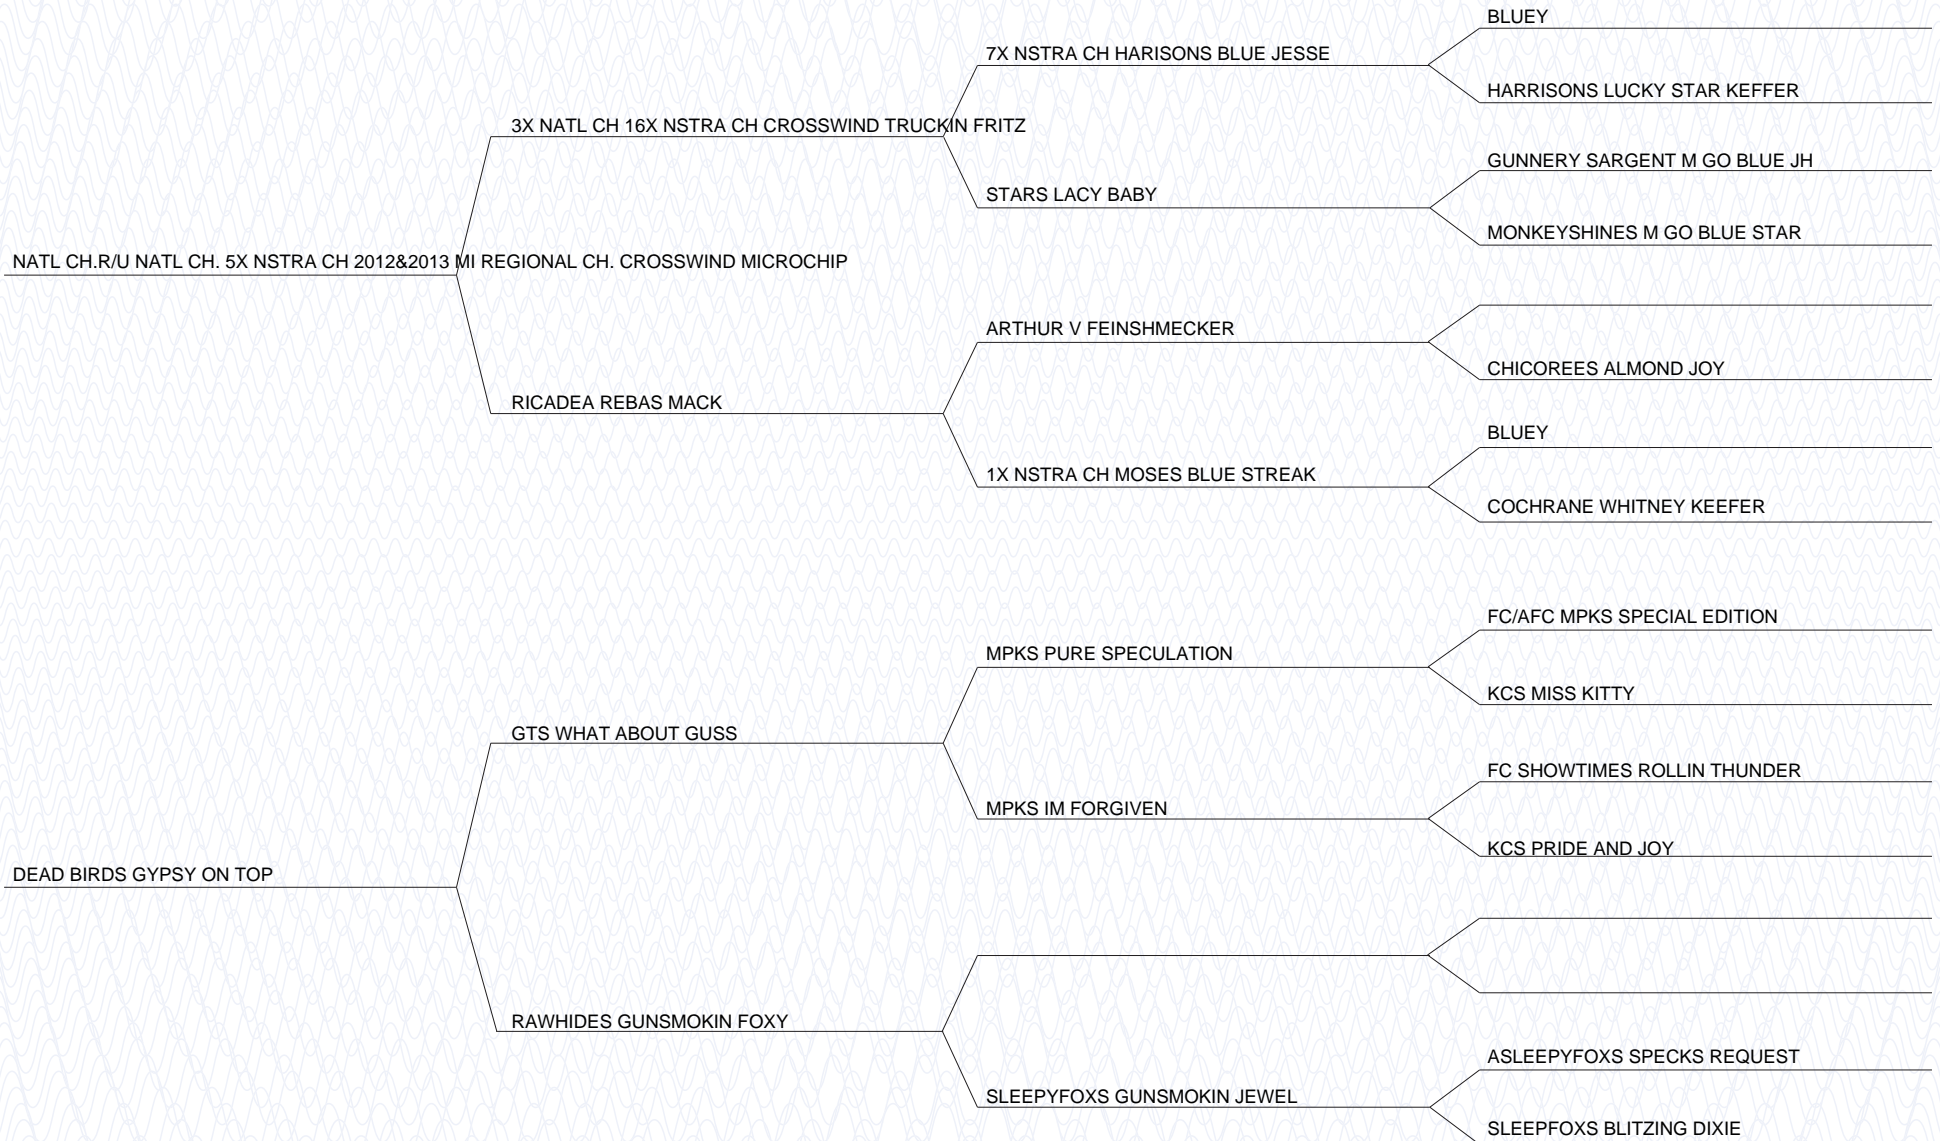 BLUEY
7X NSTRA CH HARISONS BLUE JESSE
HARRISONS LUCKY STAR KEFFER
3X NATL CH 16X NSTRA CH CROSSWIND TRUCKIN FRITZ
GUNNERY SARGENT M GO BLUE JH
STARS LACY BABY
MONKEYSHINES M GO BLUE STAR
NATL CH.R/U NATL CH. 5X NSTRA CH 2012&2013 MI REGIONAL CH. CROSSWIND MICROCHIP
ARTHUR V FEINSHMECKER
CHICOREES ALMOND JOY
RICADEA REBAS MACK
BLUEY
1X NSTRA CH MOSES BLUE STREAK
COCHRANE WHITNEY KEEFER
FC/AFC MPKS SPECIAL EDITION
MPKS PURE SPECULATION
KCS MISS KITTY
GTS WHAT ABOUT GUSS
FC SHOWTIMES ROLLIN THUNDER
MPKS IM FORGIVEN
KCS PRIDE AND JOY
DEAD BIRDS GYPSY ON TOP
RAWHIDES GUNSMOKIN FOXY
ASLEEPYFOXS SPECKS REQUEST
SLEEPYFOXS GUNSMOKIN JEWEL
SLEEPFOXS BLITZING DIXIE